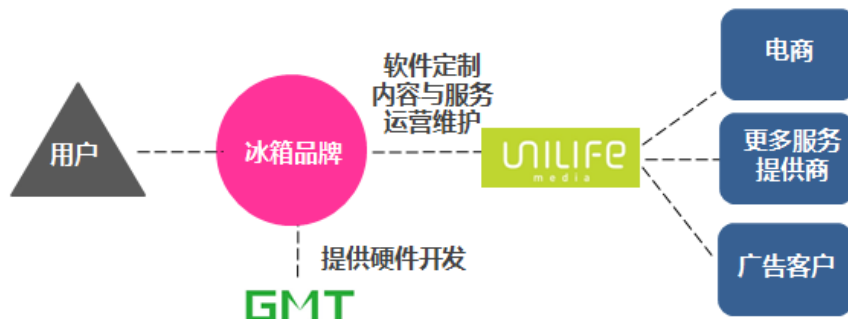 用户
冰箱品牌
软件定制
内容与服务
运营维护
UNILIFe
media
电商
更多服务
提供商
广告客户
提供硬件开发
GMT